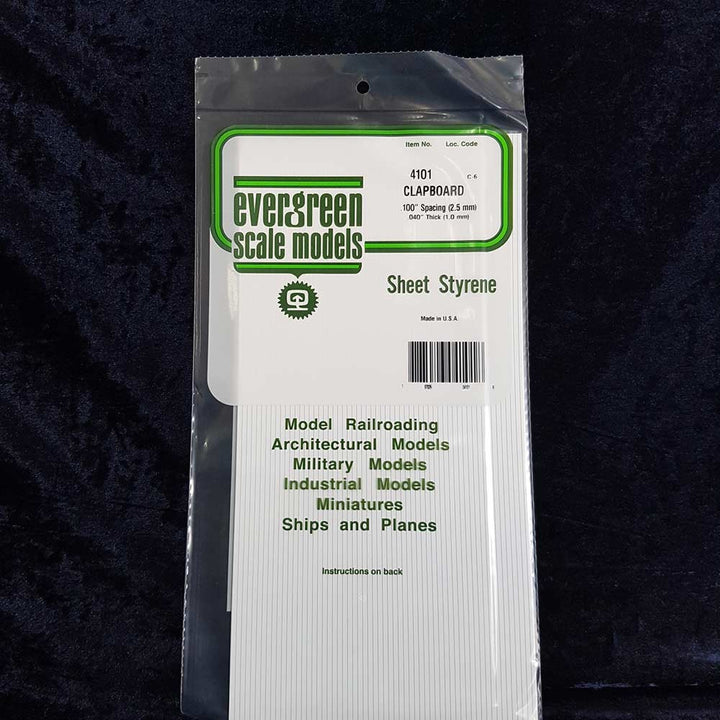 Item No. Loc. Code
4101 C-6
CLAPBOARD
.100" Spacing (2.5 mm)
.040" Thick (1.0 mm)
evergreen
scale models
Sheet Styrene
Made in U.S.A.
Model Railroading
Architectural Models
Military Models
Industrial Models
Miniatures
Ships and Planes
Instructions on back